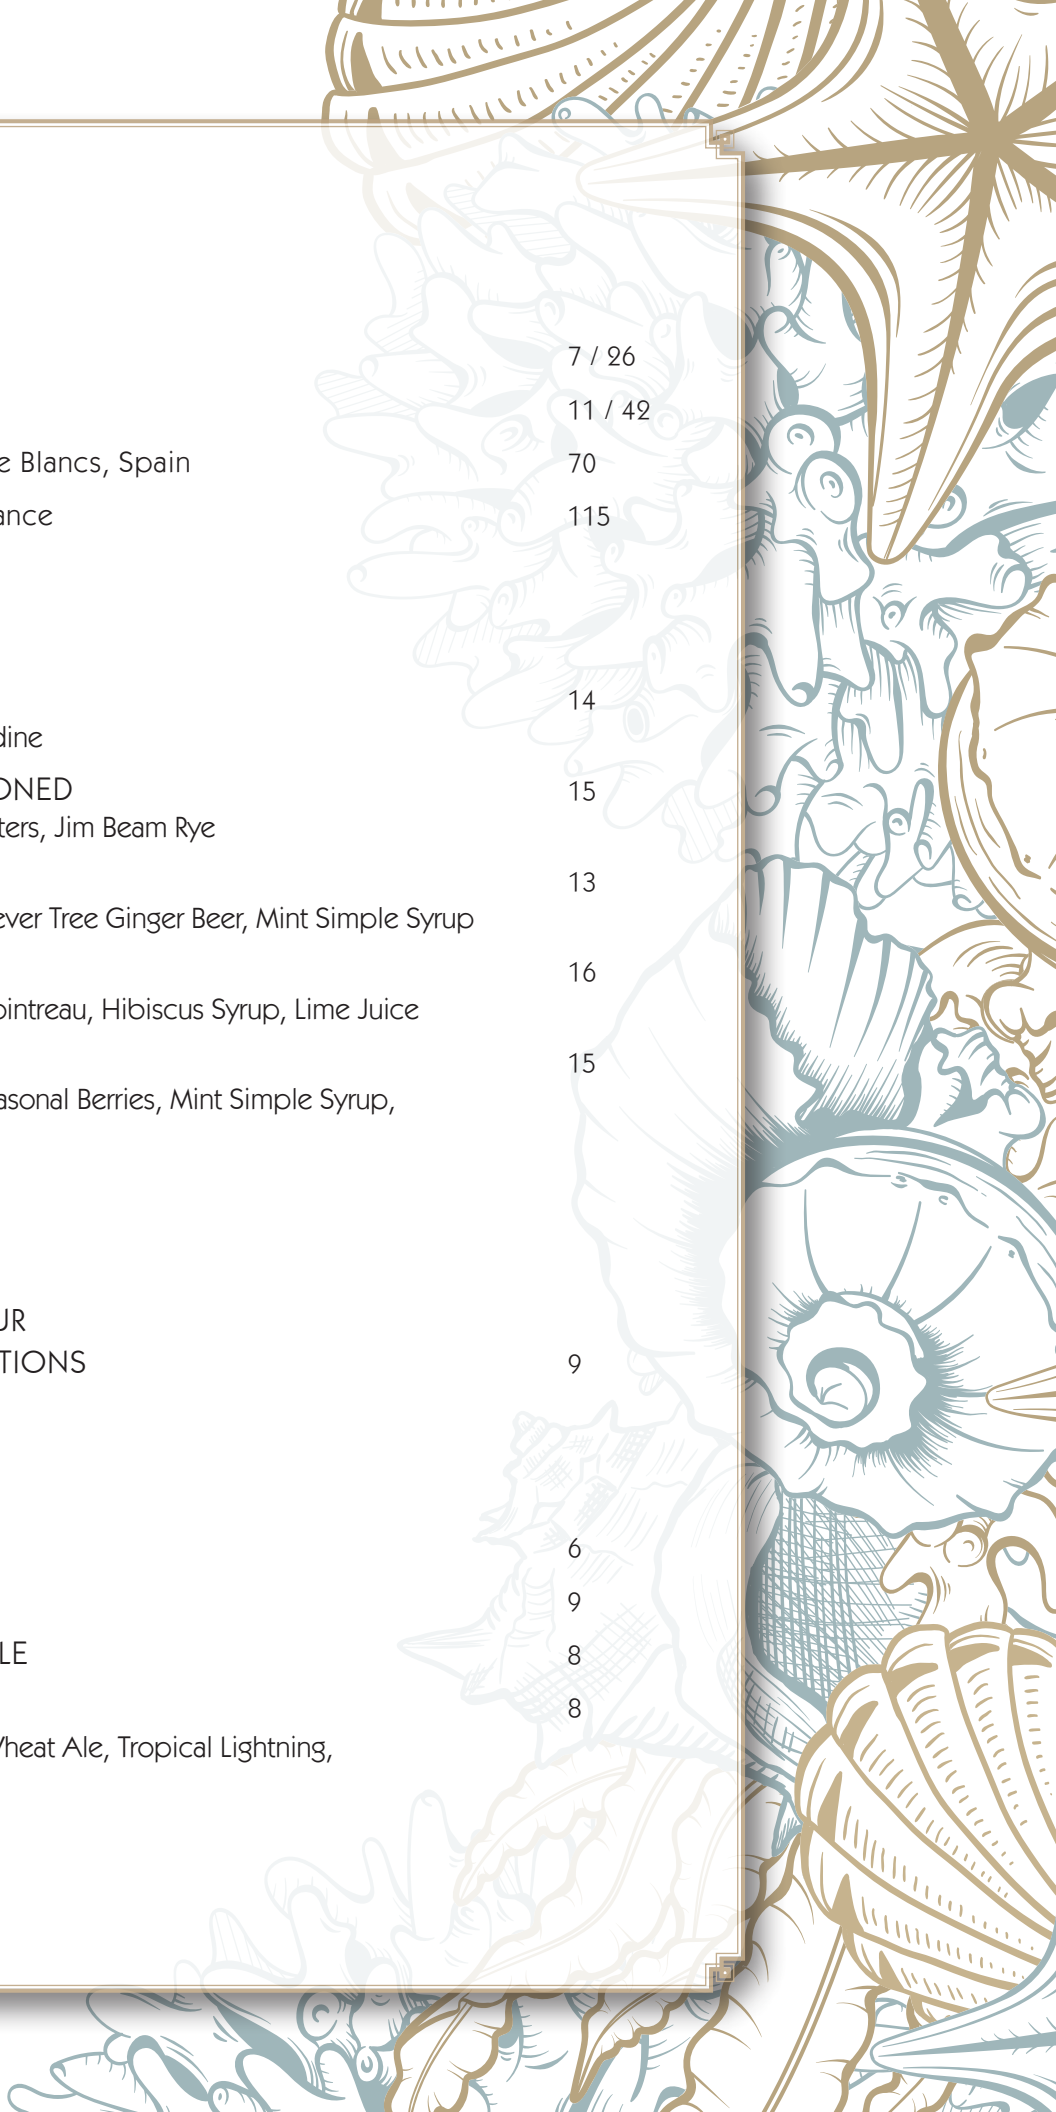 7 / 26
11 / 42
e Blancs, Spain 70
ance 115
14
dine
ONED 15
ters, Jim Beam Rye
13
ever Tree Ginger Beer, Mint Simple Syrup
16
ointreau, Hibiscus Syrup, Lime Juice
15
asonal Berries, Mint Simple Syrup,
UR
TIONS 9
6
9
LE 8
8
Wheat Ale, Tropical Lightning,